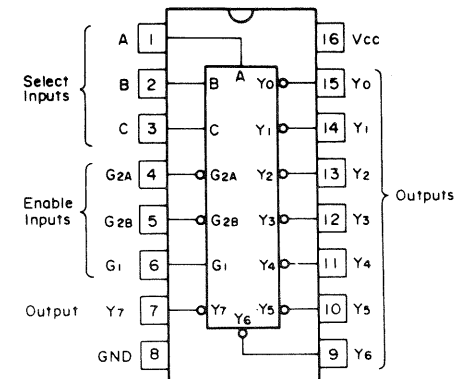 A 1 16 Vcc
Select Inputs
B 2 B A Y0 15 Y0
C 3 C Y1 14 Y1
G2A 4 G2A Y2 13 Y2
Enable Inputs
G2B 5 G2B Y3 12 Y3
Outputs
G1 6 G1 Y4 11 Y4
Output Y7 7 Y7 Y6 Y5 10 Y5
GND 8 9 Y6